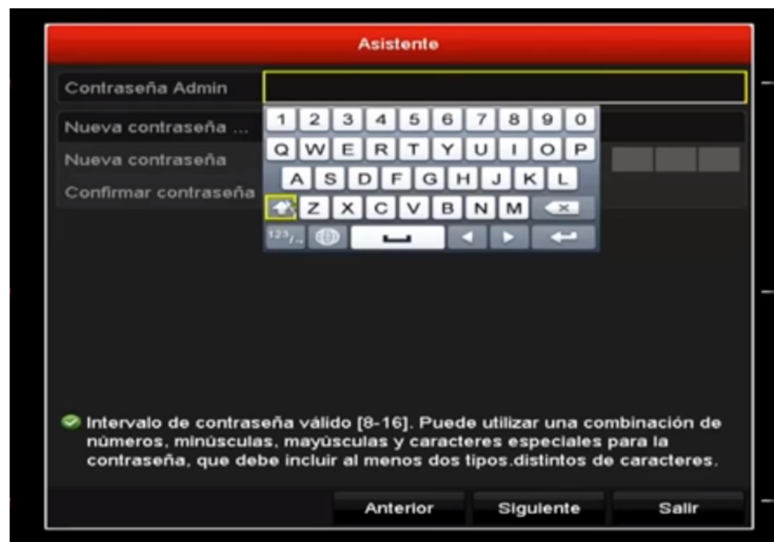 Asistente
Contraseña Admin
Nueva contraseña ...
Nueva contraseña
Confirmar contraseña
1 2 3 4 5 6 7 8 9 0
Q W E R T Y U I O P
A S D F G H J K L
Z X C V B N M
123/,.
Intervalo de contraseña válido [8-16]. Puede utilizar una combinación de
números, minúsculas, mayúsculas y caracteres especiales para la
contraseña, que debe incluir al menos dos tipos.distintos de caracteres.
Anterior Siguiente Salir